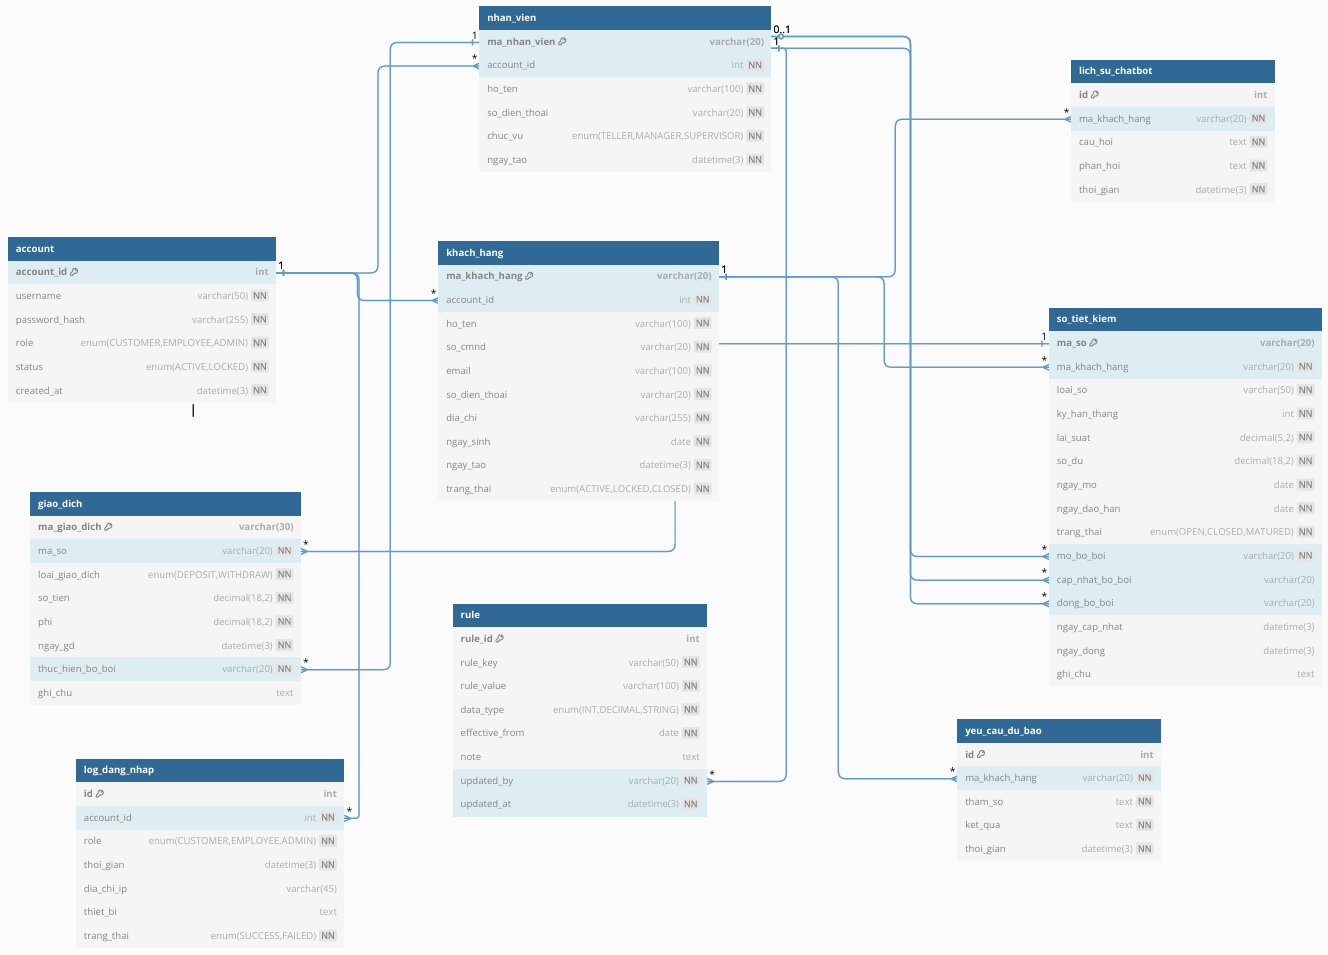 nhan_vien
ma_nhan_vien varchar(20)
account_id int NN
ho_ten varchar(100) NN
so_dien_thoai varchar(20) NN
chuc_vu enum(TELLER,MANAGER,SUPERVISOR) NN
ngay_tao datetime(3) NN
1
*
0..1
1
lich_su_chatbot
id int
*
ma_khach_hang varchar(20) NN
cau_hoi text NN
phan_hoi text NN
thoi_gian datetime(3) NN
account
account_id int
username varchar(50) NN
password_hash varchar(255) NN
role enum(CUSTOMER,EMPLOYEE,ADMIN) NN
status enum(ACTIVE,LOCKED) NN
created_at datetime(3) NN
1
khach_hang
ma_khach_hang varchar(20)
account_id int NN
ho_ten varchar(100) NN
so_cmnd varchar(20) NN
email varchar(100) NN
so_dien_thoai varchar(20) NN
dia_chi varchar(255) NN
ngay_sinh date NN
ngay_tao datetime(3) NN
trang_thai enum(ACTIVE,LOCKED,CLOSED) NN
*
1
so_tiet_kiem
ma_so varchar(20)
ma_khach_hang varchar(20) NN
loai_so varchar(50) NN
ky_han_thang int NN
lai_suat decimal(5,2) NN
so_du decimal(18,2) NN
ngay_mo date NN
ngay_dao_han date NN
trang_thai enum(OPEN,CLOSED,MATURED) NN
mo_bo_boi varchar(20) NN
cap_nhat_bo_boi varchar(20)
dong_bo_boi varchar(20)
ngay_cap_nhat datetime(3)
ngay_dong datetime(3)
ghi_chu text
1
*
*
*
*
giao_dich
ma_giao_dich varchar(30)
ma_so varchar(20) NN
loai_giao_dich enum(DEPOSIT,WITHDRAW) NN
so_tien decimal(18,2) NN
phi decimal(18,2) NN
ngay_gd datetime(3) NN
thuc_hien_bo_boi varchar(20) NN
ghi_chu text
*
*
rule
rule_id int
rule_key varchar(50) NN
rule_value varchar(100) NN
data_type enum(INT,DECIMAL,STRING) NN
effective_from date NN
note text
updated_by varchar(20) NN
updated_at datetime(3) NN
*
yeu_cau_du_bao
id int
ma_khach_hang varchar(20) NN
tham_so text NN
ket_qua text NN
thoi_gian datetime(3) NN
*
log_dang_nhap
id int
account_id int NN
role enum(CUSTOMER,EMPLOYEE,ADMIN) NN
thoi_gian datetime(3) NN
dia_chi_ip varchar(45)
thiet_bi text
trang_thai enum(SUCCESS,FAILED) NN
*